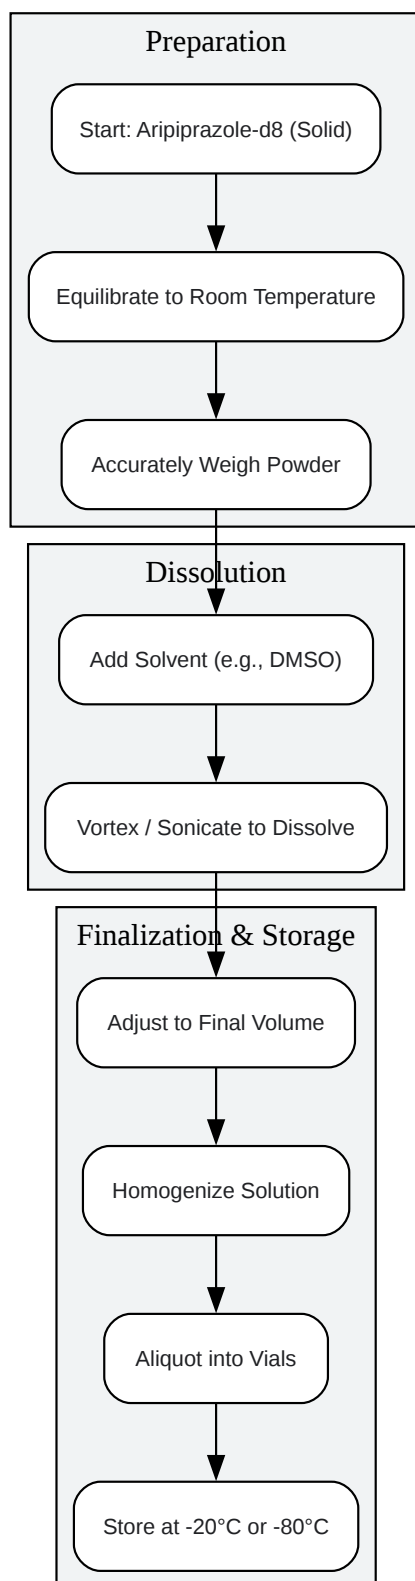 Preparation
Start: Aripiprazole-d8 (Solid)
Equilibrate to Room Temperature
Accurately Weigh Powder
Dissolution
Add Solvent (e.g., DMSO)
Vortex / Sonicate to Dissolve
Finalization & Storage
Adjust to Final Volume
Homogenize Solution
Aliquot into Vials
Store at -20°C or -80°C